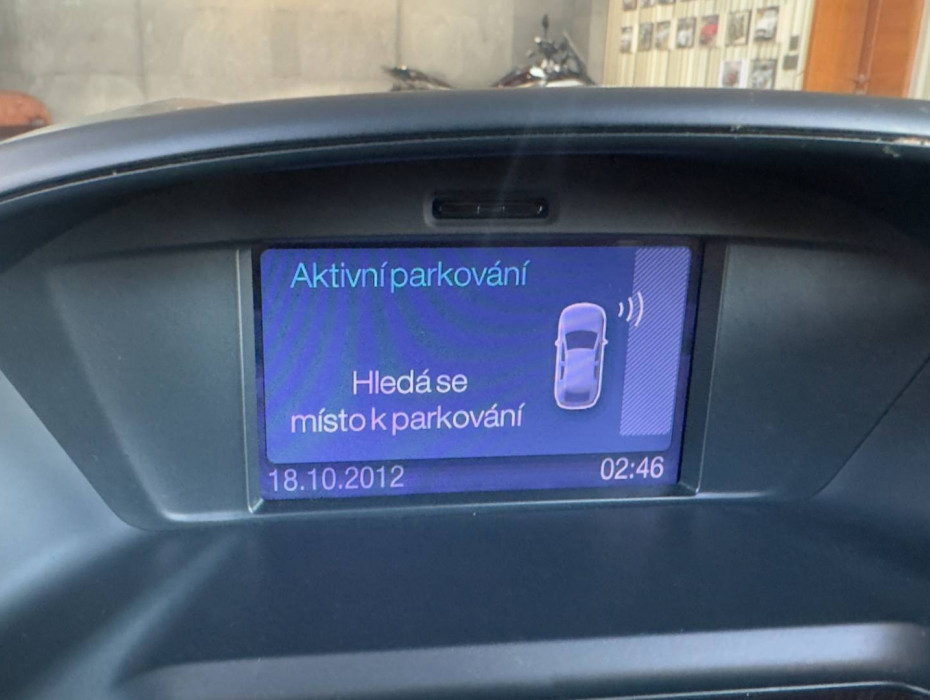 Aktivní parkování
Hledá se
místo k parkování
18.10.2012 02:46